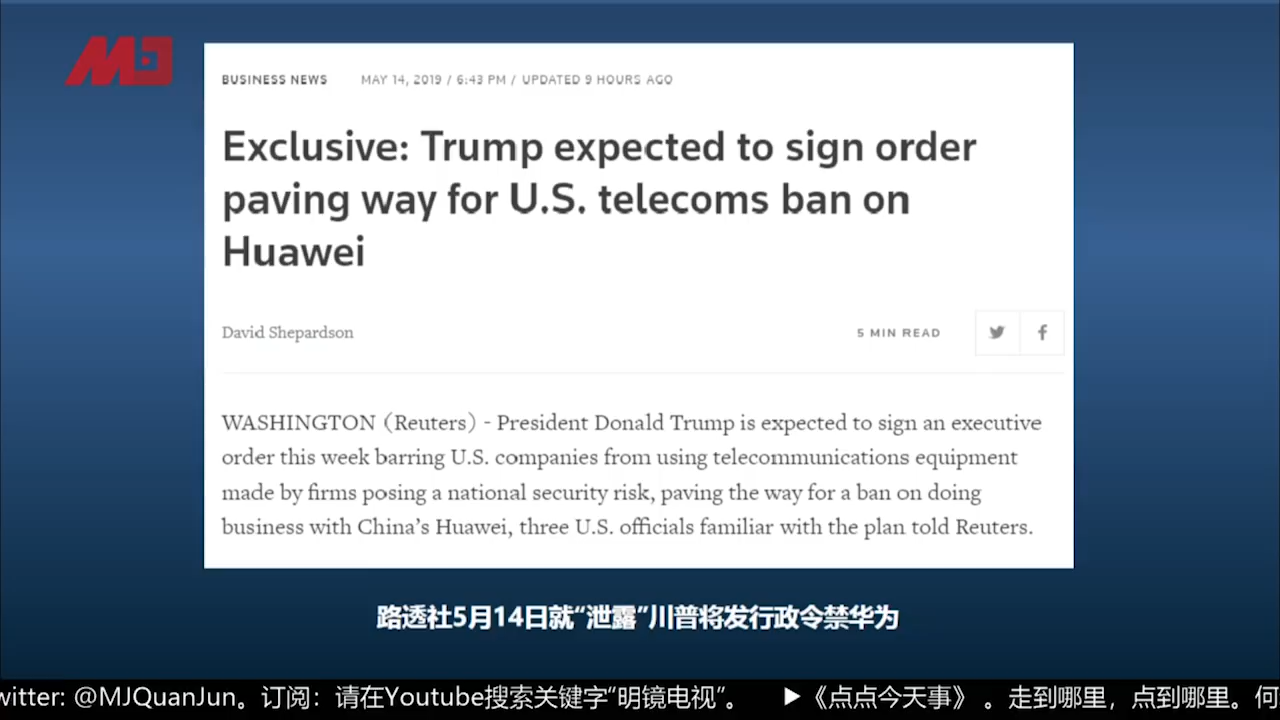 MJ
BUSINESS NEWS MAY 14, 2019 / 6:43 PM / UPDATED 9 HOURS AGO
Exclusive: Trump expected to sign order
paving way for U.S. telecoms ban on
Huawei
David Shepardson 5 MIN READ
WASHINGTON (Reuters) - President Donald Trump is expected to sign an executive
order this week barring U.S. companies from using telecommunications equipment
made by firms posing a national security risk, paving the way for a ban on doing
business with China’s Huawei, three U.S. officials familiar with the plan told Reuters.
路透社5月14日就“泄露”川普将发行政令禁华为
witter: @MJQuanJun。订阅：请在Youtube搜索关键字“明镜电视”。 ▶《点点今天事》 。走到哪里，点到哪里。何